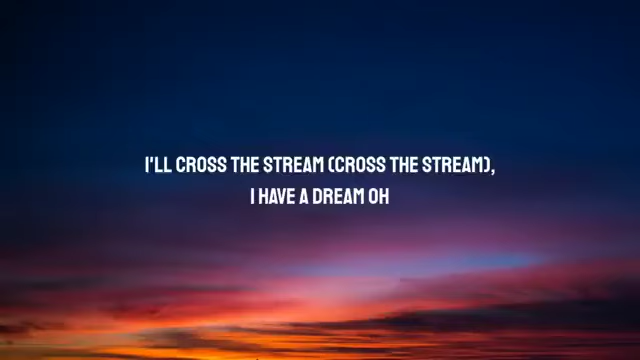 I'LL CROSS THE STREAM (CROSS THE STREAM),
I HAVE A DREAM OH